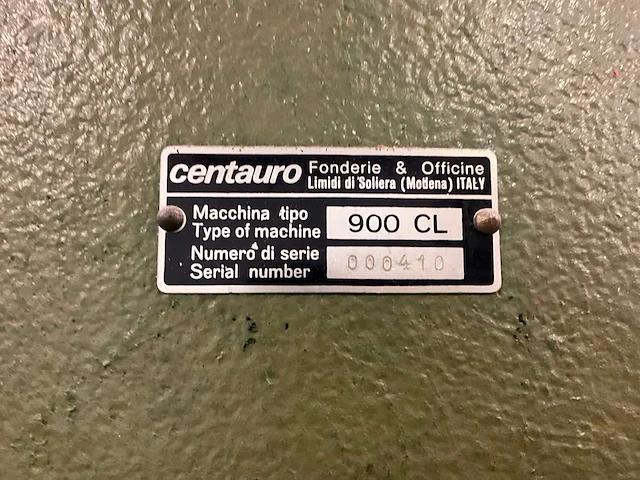 centauro Fonderie & Officine
Limidi di Soliera (Modena) ITALY
Macchina tipo
Type of machine
900 CL
Numero di serie
Serial number
000410